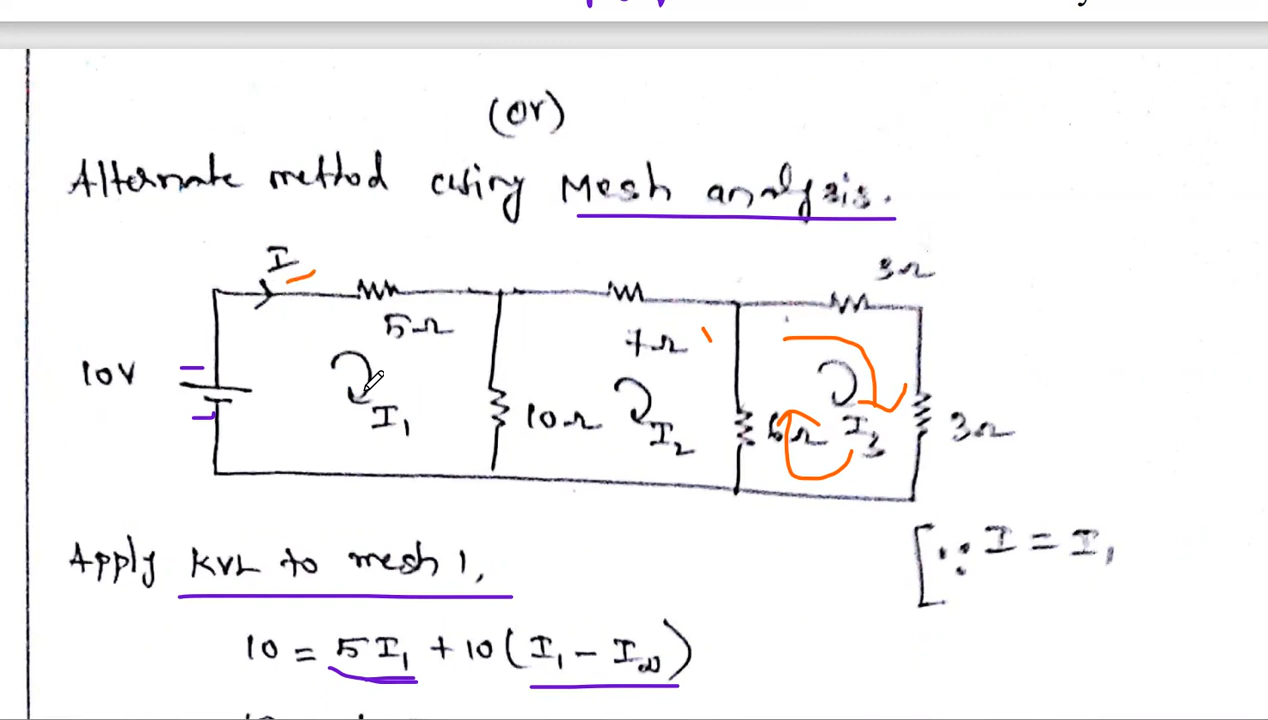 (or)
Alternate method using Mesh analysis.
I
3Ω
5Ω
7Ω
10V
I₁
10Ω
I₂
6Ω
I₃
3Ω
[∵ I = I₁
Apply KVL to mesh 1,
10 = 5I₁ + 10(I₁ - I₂)